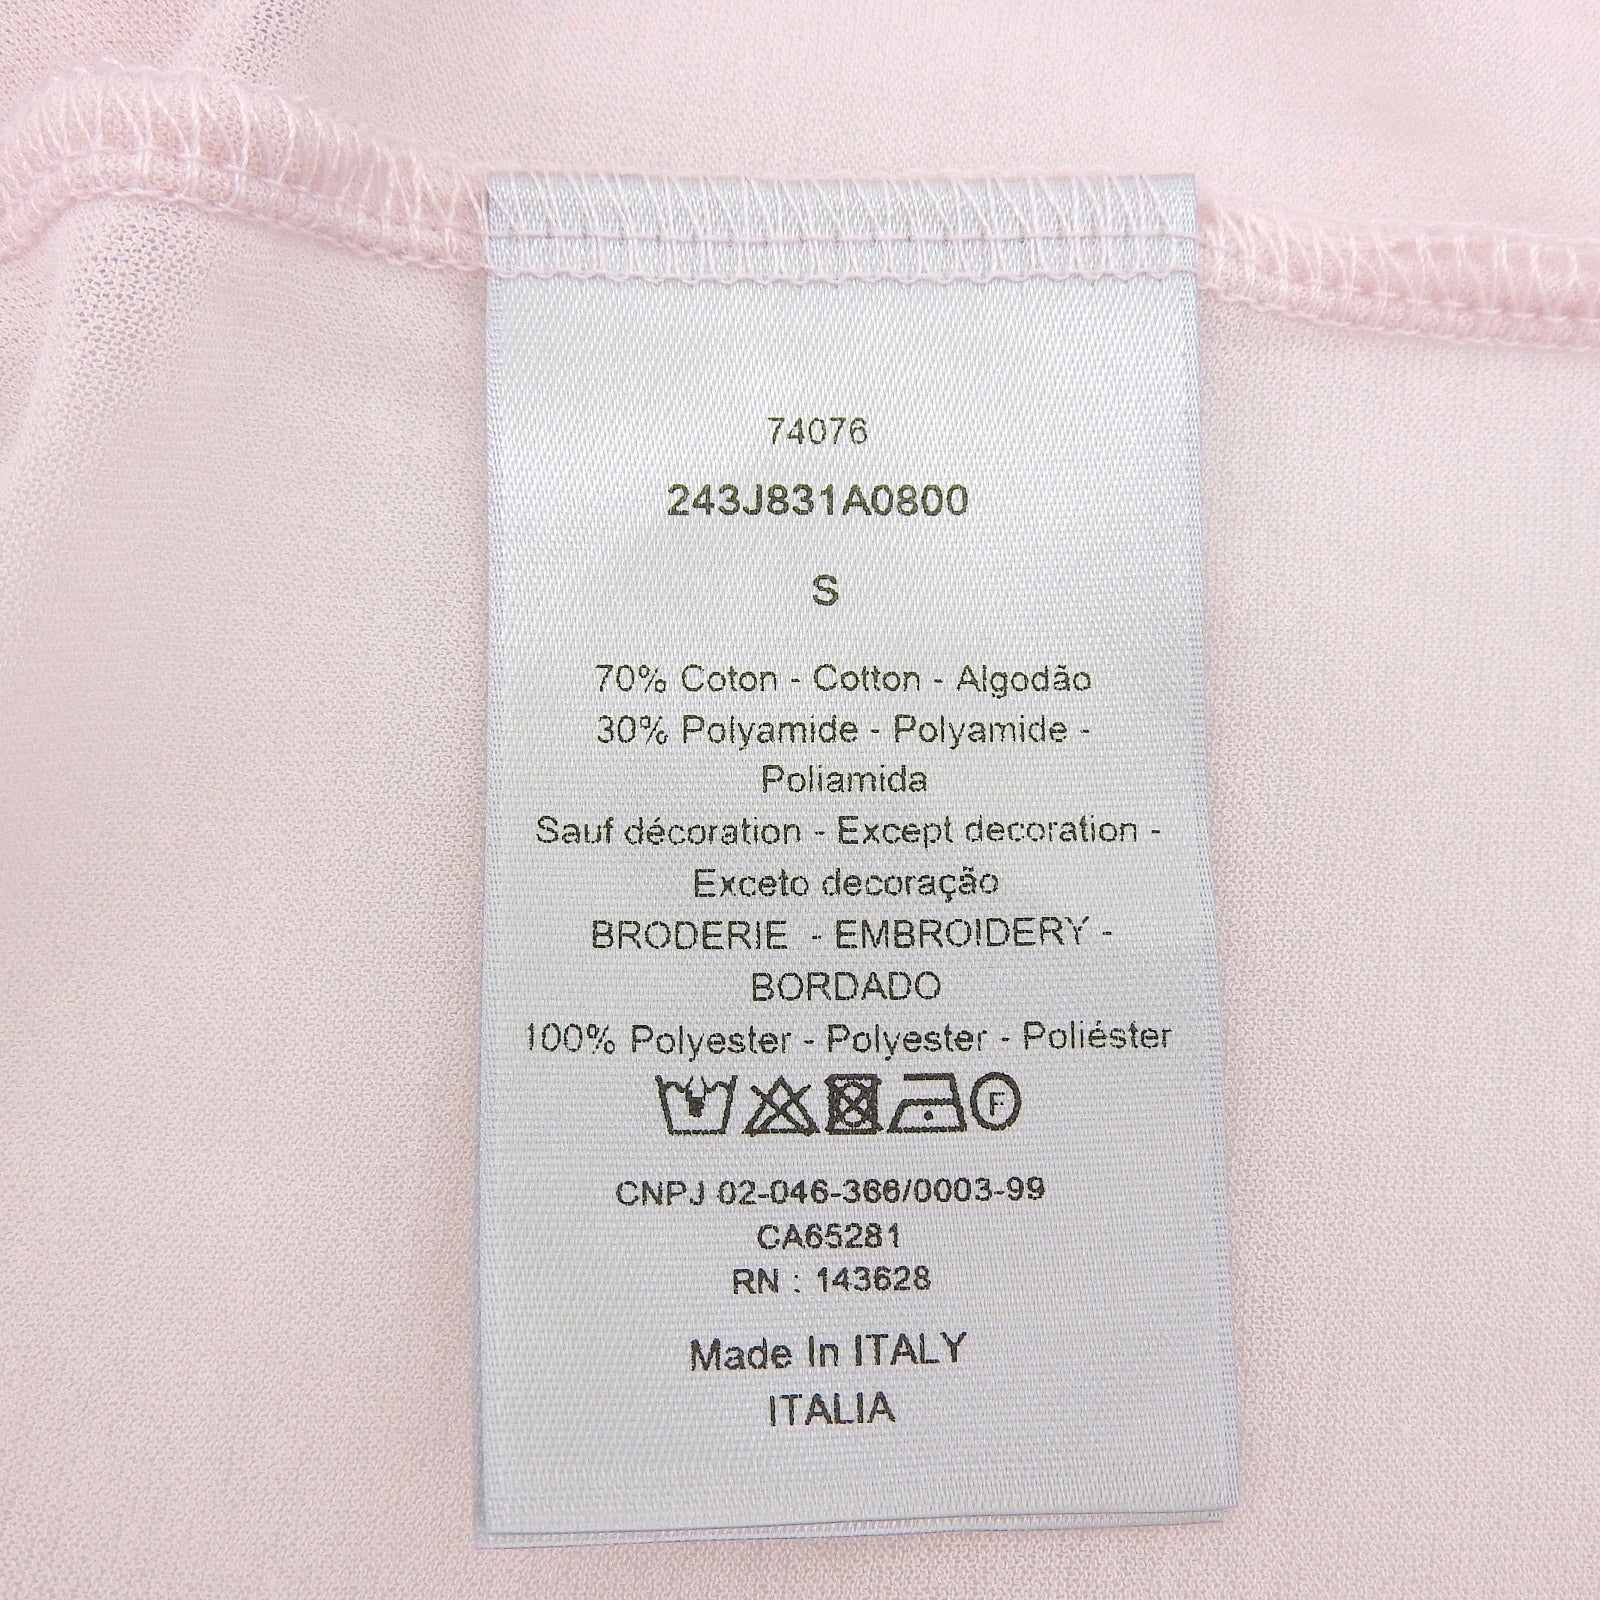 74076
243J831A0800
S
70% Coton - Cotton - Algodão
30% Polyamide - Polyamide -
Poliamida
Sauf décoration - Except decoration -
Exceto decoração
BRODERIE - EMBROIDERY -
BORDADO
100% Polyester - Polyester - Poliéster
F
CNPJ 02-046-366/0003-99
CA65281
RN : 143628
Made In ITALY
ITALIA